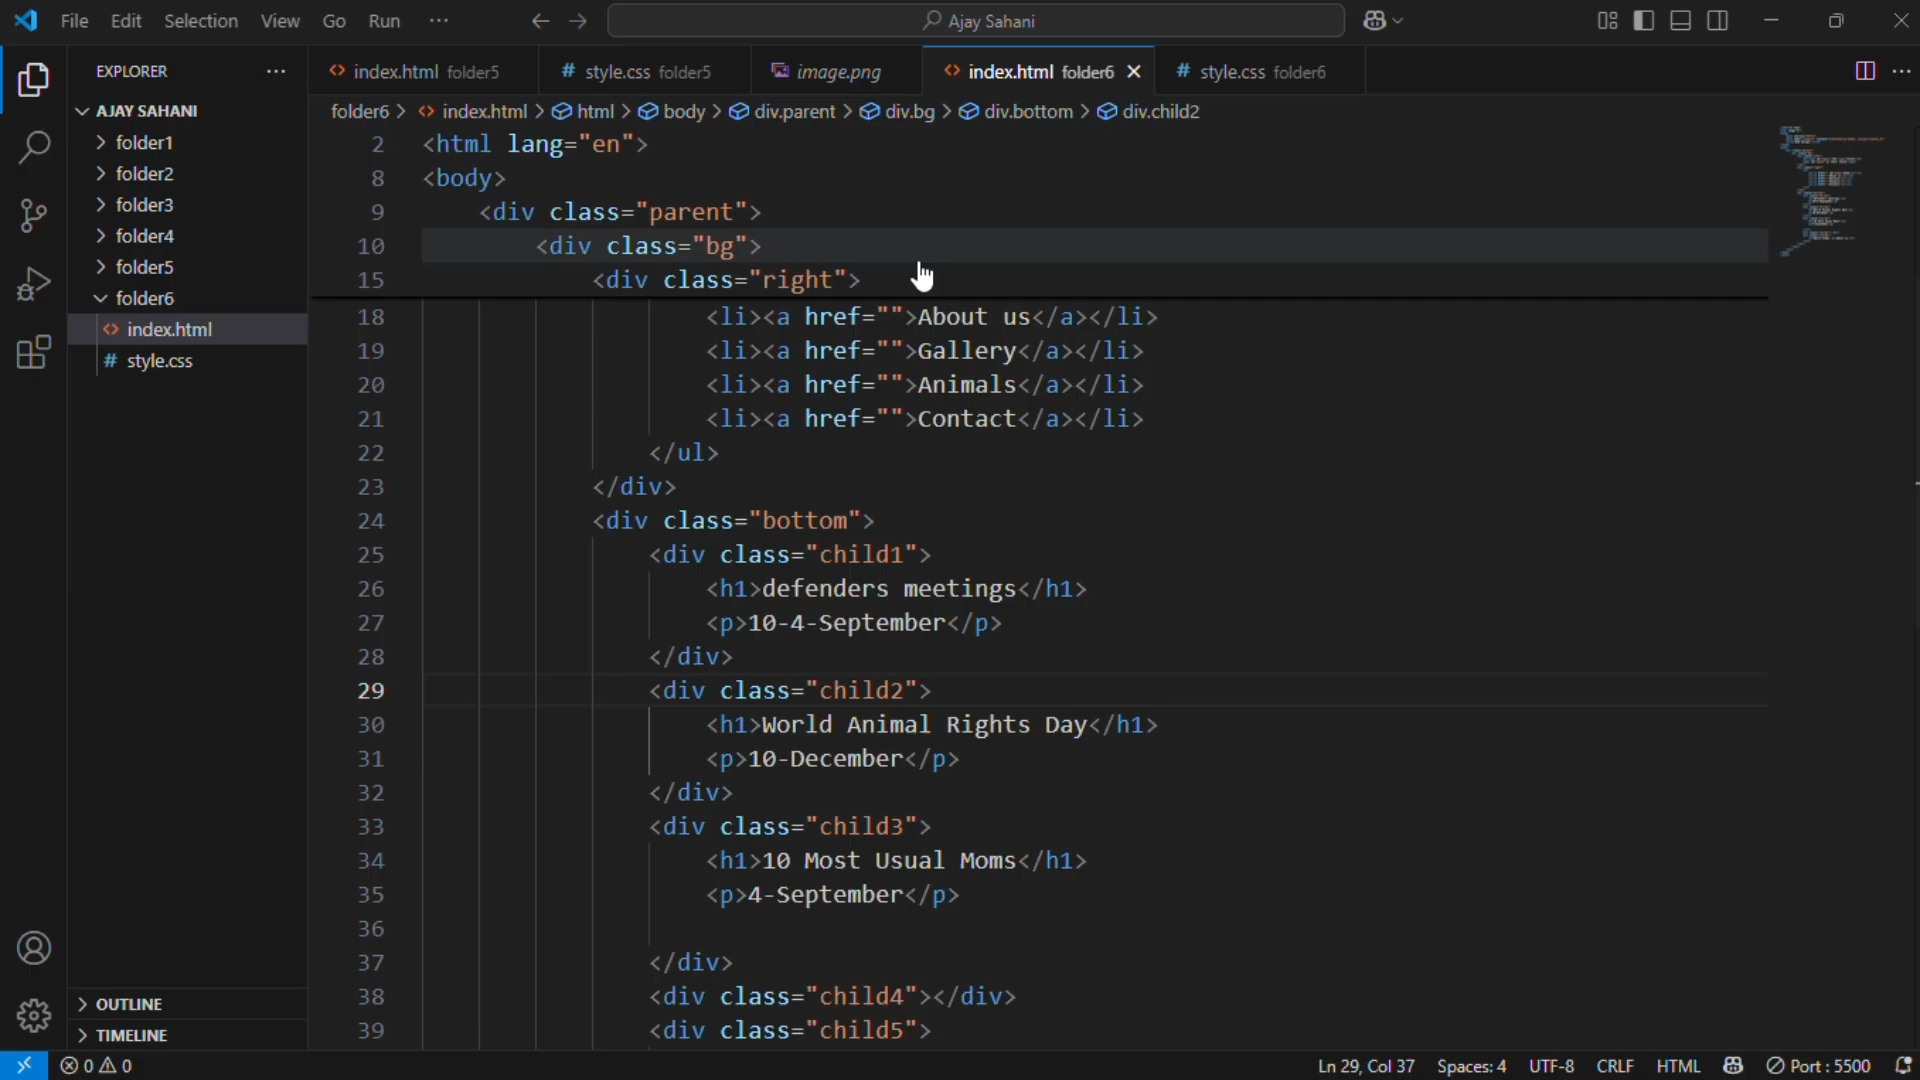 File Edit Selection View Go Run ···
Ajay Sahani
EXPLORER ···
AJAY SAHANI
folder1
folder2
folder3
folder4
folder5
folder6
<> index.html
# style.css
OUTLINE
TIMELINE
<> index.html folder5
# style.css folder5
image.png
<> index.html folder6
# style.css folder6
folder6 > <> index.html > html > body > div.parent > div.bg > div.bottom > div.child2
2 <html lang="en">
8 <body>
9 <div class="parent">
10 <div class="bg">
15 <div class="right">
18 <li><a href="">About us</a></li>
19 <li><a href="">Gallery</a></li>
20 <li><a href="">Animals</a></li>
21 <li><a href="">Contact</a></li>
22 </ul>
23 </div>
24 <div class="bottom">
25 <div class="child1">
26 <h1>defenders meetings</h1>
27 <p>10-4-September</p>
28 </div>
29 <div class="child2">
30 <h1>World Animal Rights Day</h1>
31 <p>10-December</p>
32 </div>
33 <div class="child3">
34 <h1>10 Most Usual Moms</h1>
35 <p>4-September</p>
36
37 </div>
38 <div class="child4"></div>
39 <div class="child5">
0 0 Ln 29, Col 37 Spaces: 4 UTF-8 CRLF HTML Port : 5500